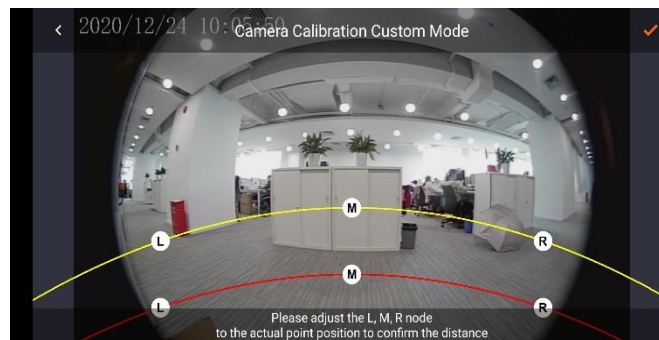 2020/12/24 10:05:50
Camera Calibration Custom Mode
M
L
R
M
L
R
Please adjust the L, M, R node
to the actual point position to confirm the distance